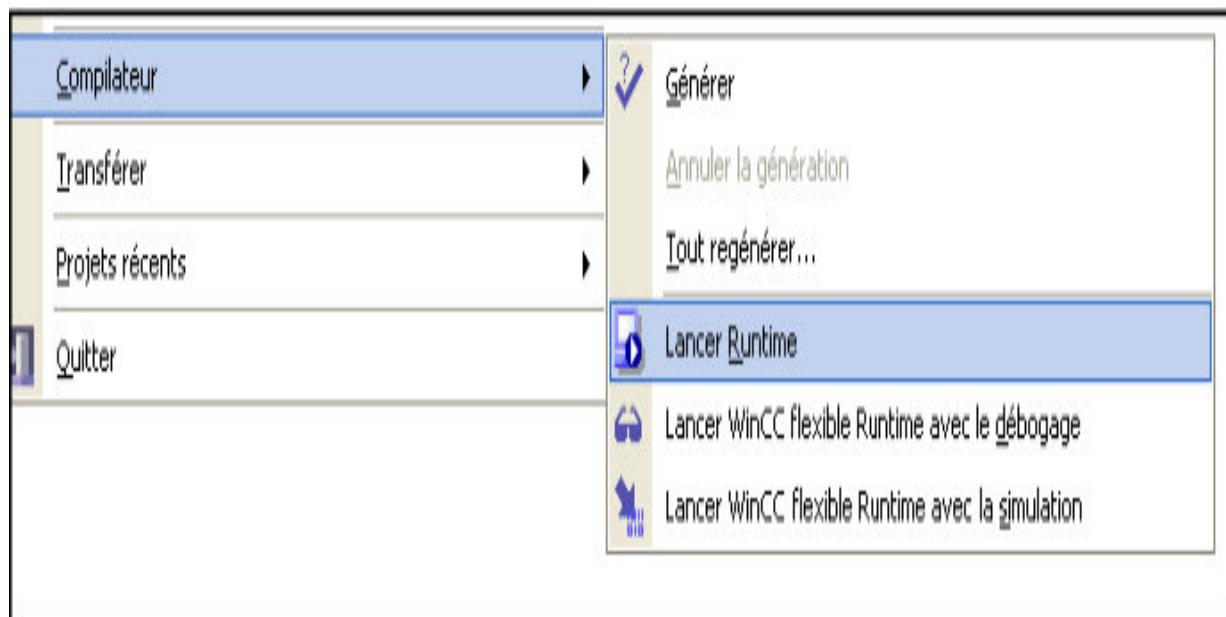 Compilateur
Transférer
Projets récents
Quitter
Générer
Annuler la génération
Tout regénérer...
Lancer Runtime
Lancer WinCC flexible Runtime avec le débogage
Lancer WinCC flexible Runtime avec la simulation